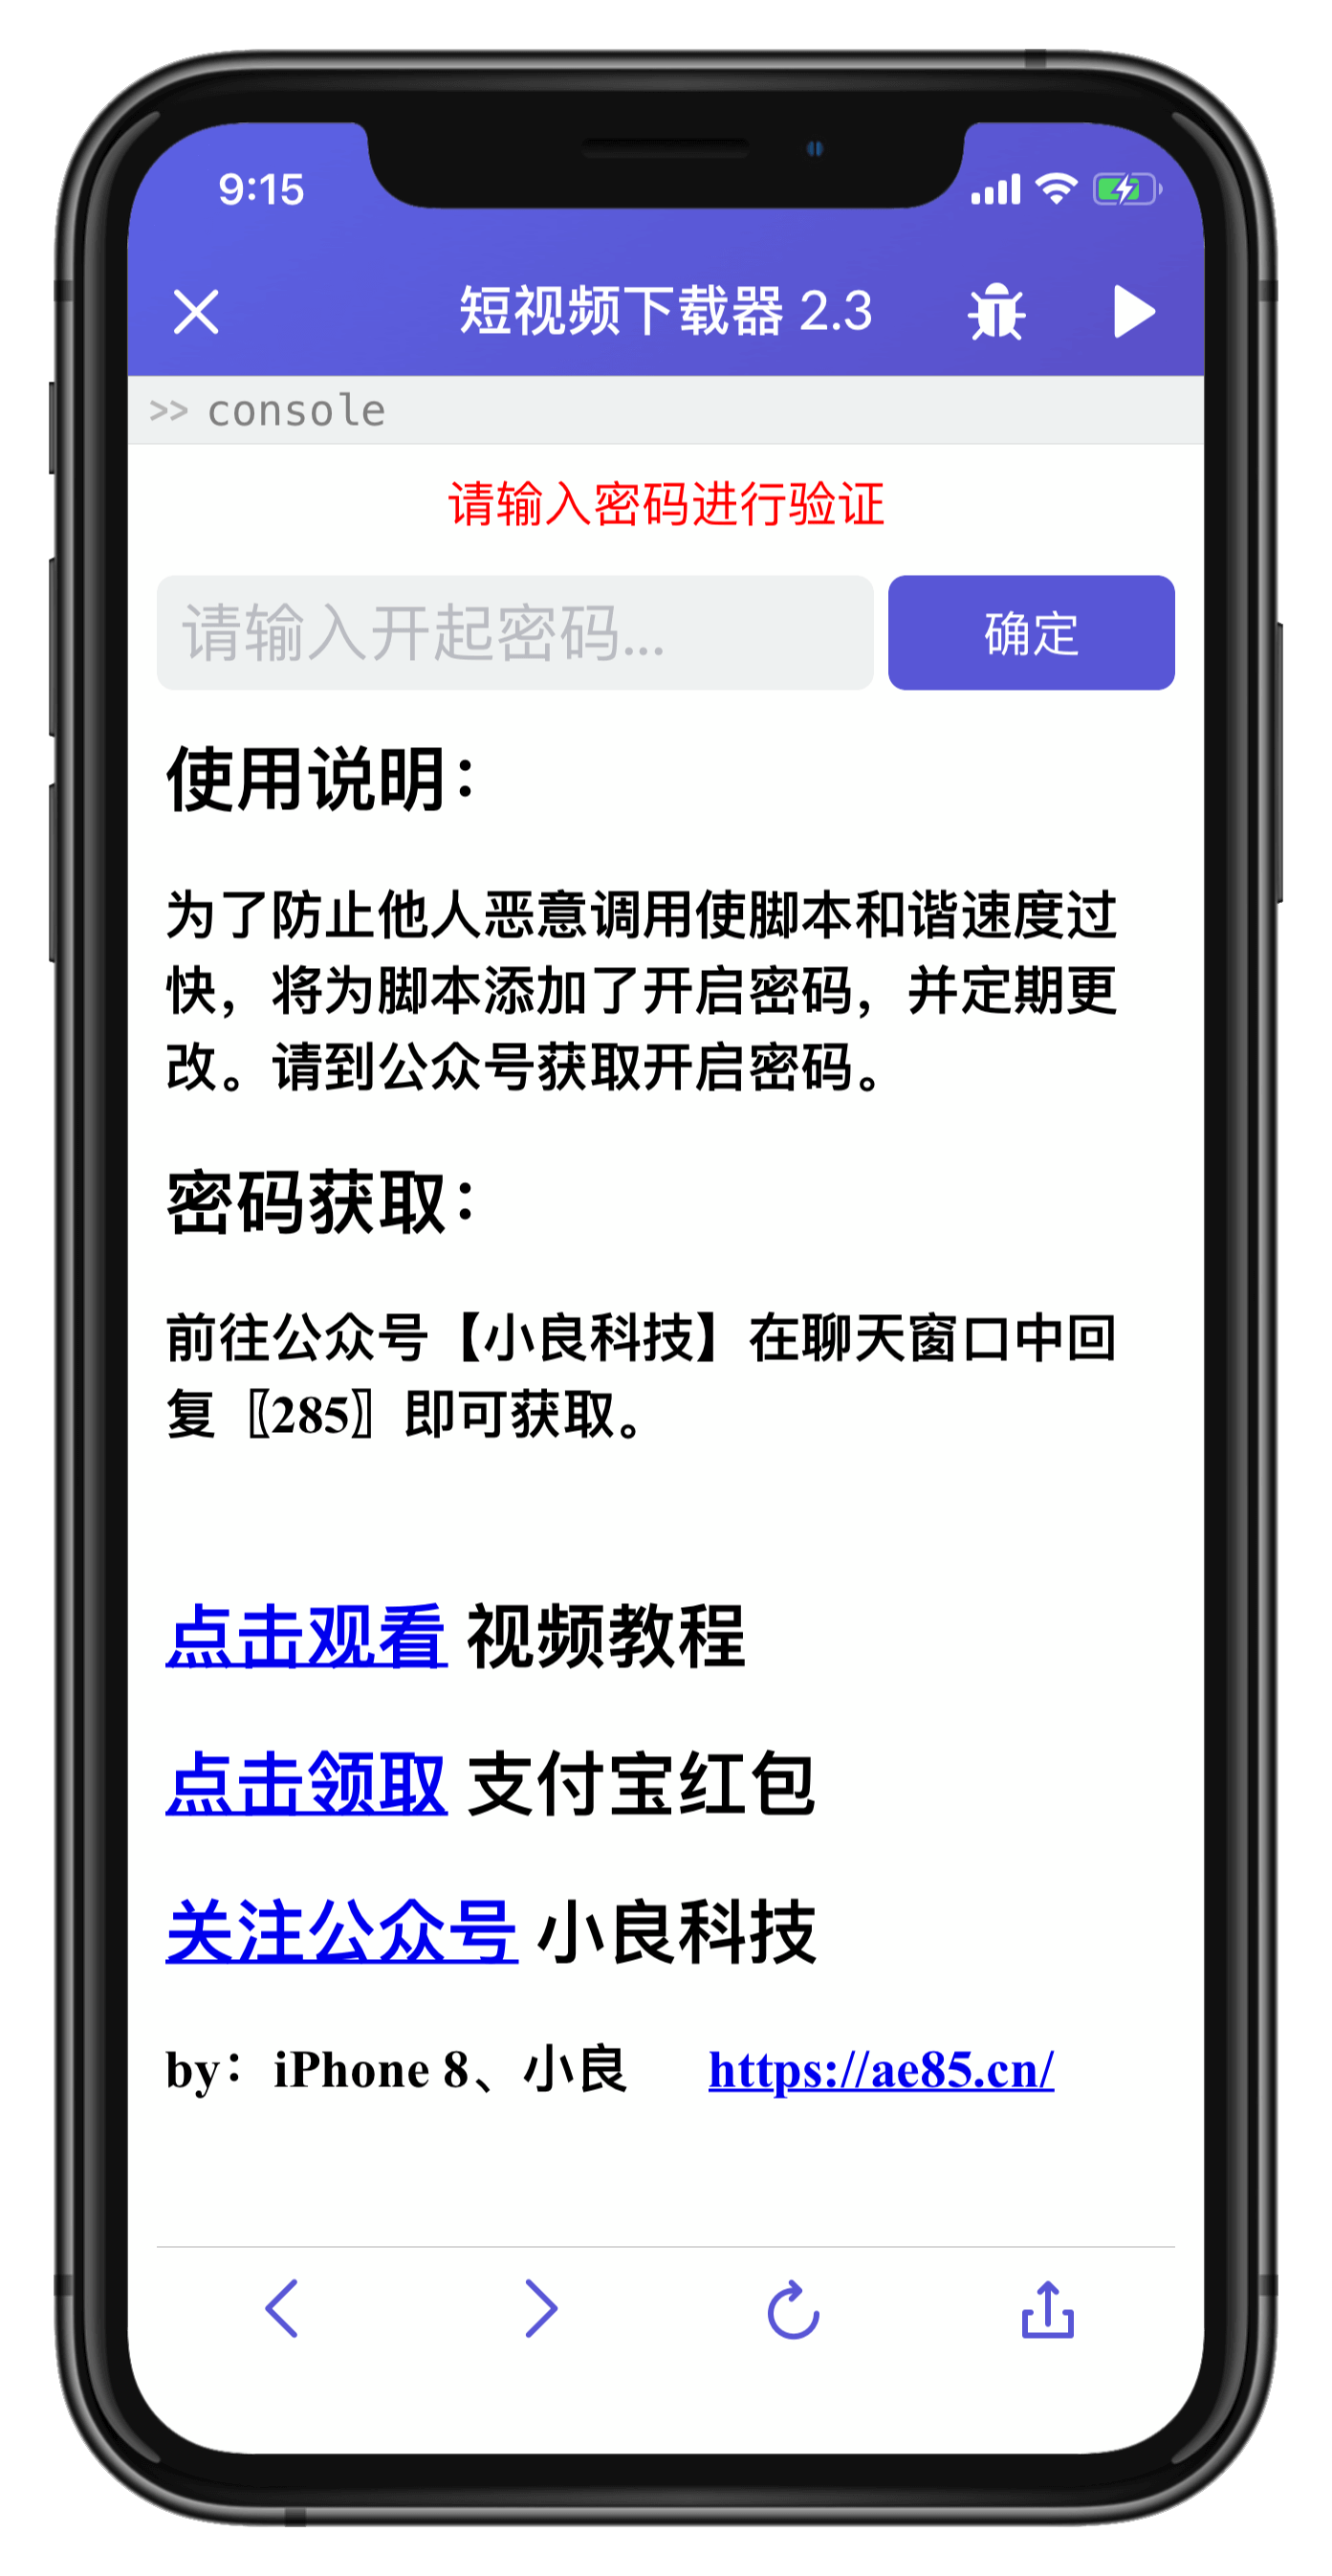 9:15
短视频下载器 2.3
>> console
请输入密码进行验证
请输入开起密码...
确定
使用说明：
为了防止他人恶意调用使脚本和谐速度过
快，将为脚本添加了开启密码，并定期更
改。请到公众号获取开启密码。
密码获取：
前往公众号【小良科技】在聊天窗口中回
复〖285〗即可获取。
点击观看 视频教程
点击领取 支付宝红包
关注公众号 小良科技
by：iPhone 8、小良 https://ae85.cn/